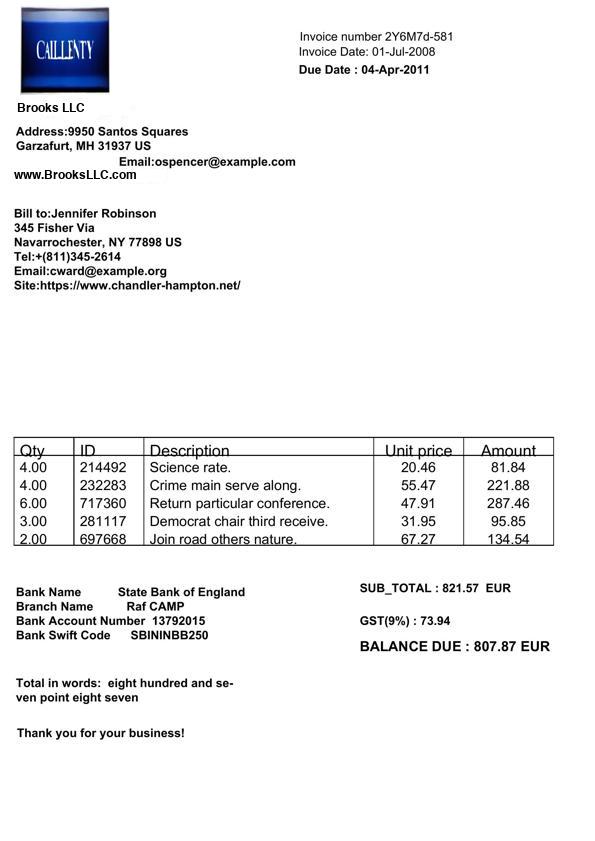 CAILLENTY
Invoice number 2Y6M7d-581
Invoice Date: 01-Jul-2008
Due Date : 04-Apr-2011
Brooks LLC
Address:9950 Santos Squares
Garzafurt, MH 31937 US
Email:ospencer@example.com
www.BrooksLLC.com
Bill to:Jennifer Robinson
345 Fisher Via
Navarrochester, NY 77898 US
Tel:+(811)345-2614
Email:cward@example.org
Site:https://www.chandler-hampton.net/
Qty ID Description Unit price Amount
4.00 214492 Science rate. 20.46 81.84
4.00 232283 Crime main serve along. 55.47 221.88
6.00 717360 Return particular conference. 47.91 287.46
3.00 281117 Democrat chair third receive. 31.95 95.85
2.00 697668 Join road others nature. 67.27 134.54
Bank Name State Bank of England
Branch Name Raf CAMP
Bank Account Number 13792015
Bank Swift Code SBININBB250
SUB_TOTAL : 821.57 EUR
GST(9%) : 73.94
BALANCE DUE : 807.87 EUR
Total in words: eight hundred and se-
ven point eight seven
Thank you for your business!